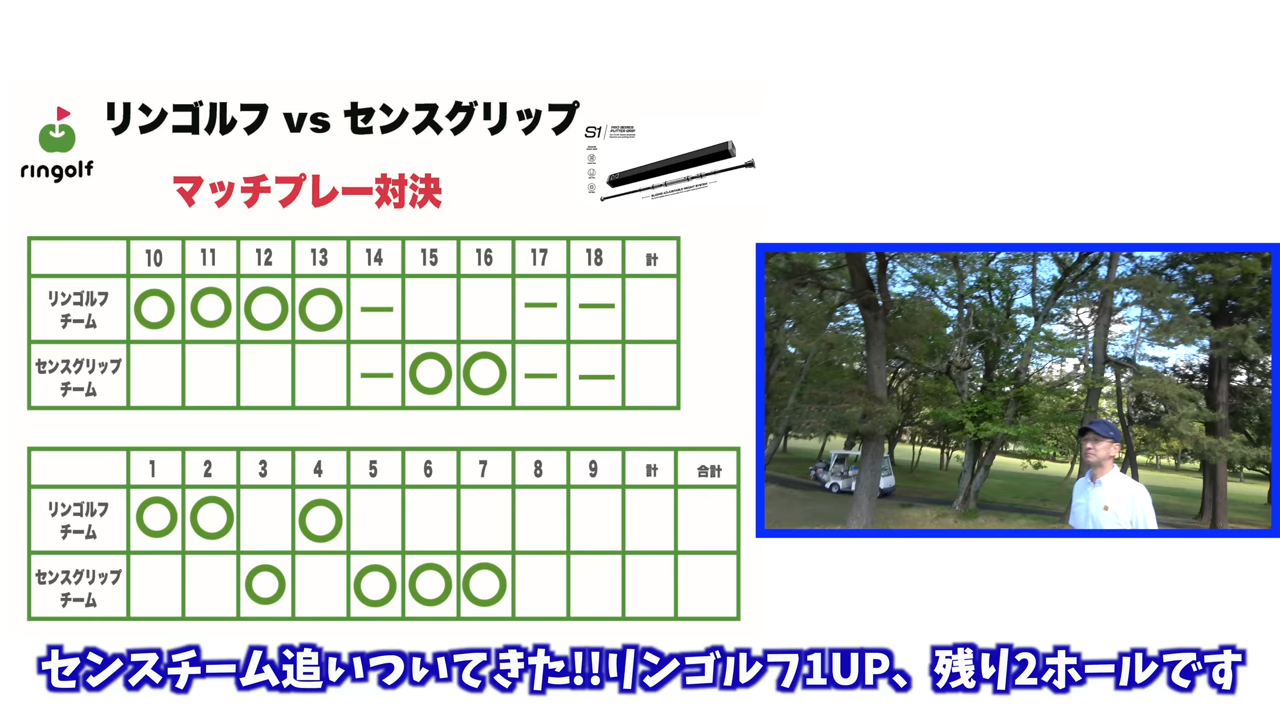 リンゴルフ vs センスグリップ
ringolf
マッチプレー対決
S1
PRO SERIES
PUTTER GRIP
10 11 12 13 14 15 16 17 18 計
リンゴルフ
チーム
センスグリップ
チーム
1 2 3 4 5 6 7 8 9 計 合計
リンゴルフ
チーム
センスグリップ
チーム
センスチーム追いついてきた!!リンゴルフ1UP、残り2ホールです